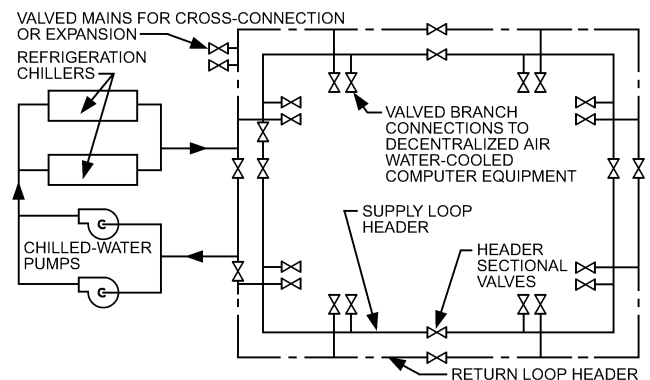 VALVED MAINS FOR CROSS-CONNECTION
OR EXPANSION
REFRIGERATION
CHILLERS
VALVED BRANCH
CONNECTIONS TO
DECENTRALIZED AIR
WATER-COOLED
COMPUTER EQUIPMENT
SUPPLY LOOP
HEADER
HEADER
SECTIONAL
VALVES
C
CHILLED-WATER
PUMPS
C
RETURN LOOP HEADER